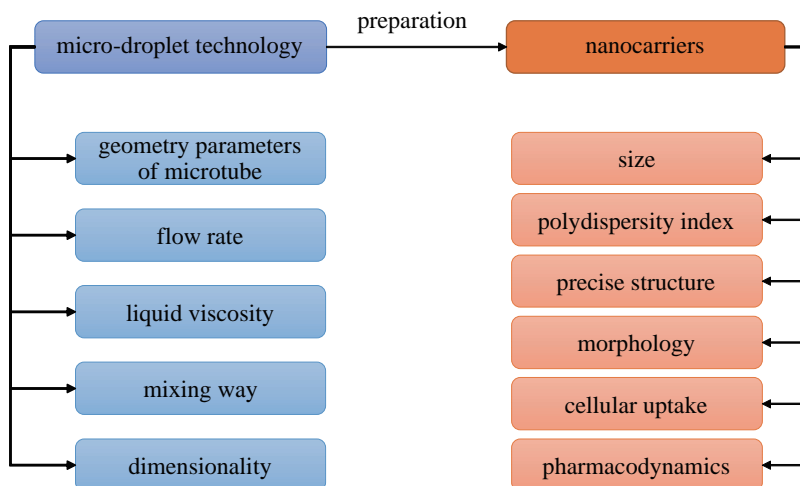 micro-droplet technology
preparation
nanocarriers
geometry parameters
of microtube
flow rate
liquid viscosity
mixing way
dimensionality
size
polydispersity index
precise structure
morphology
cellular uptake
pharmacodynamics